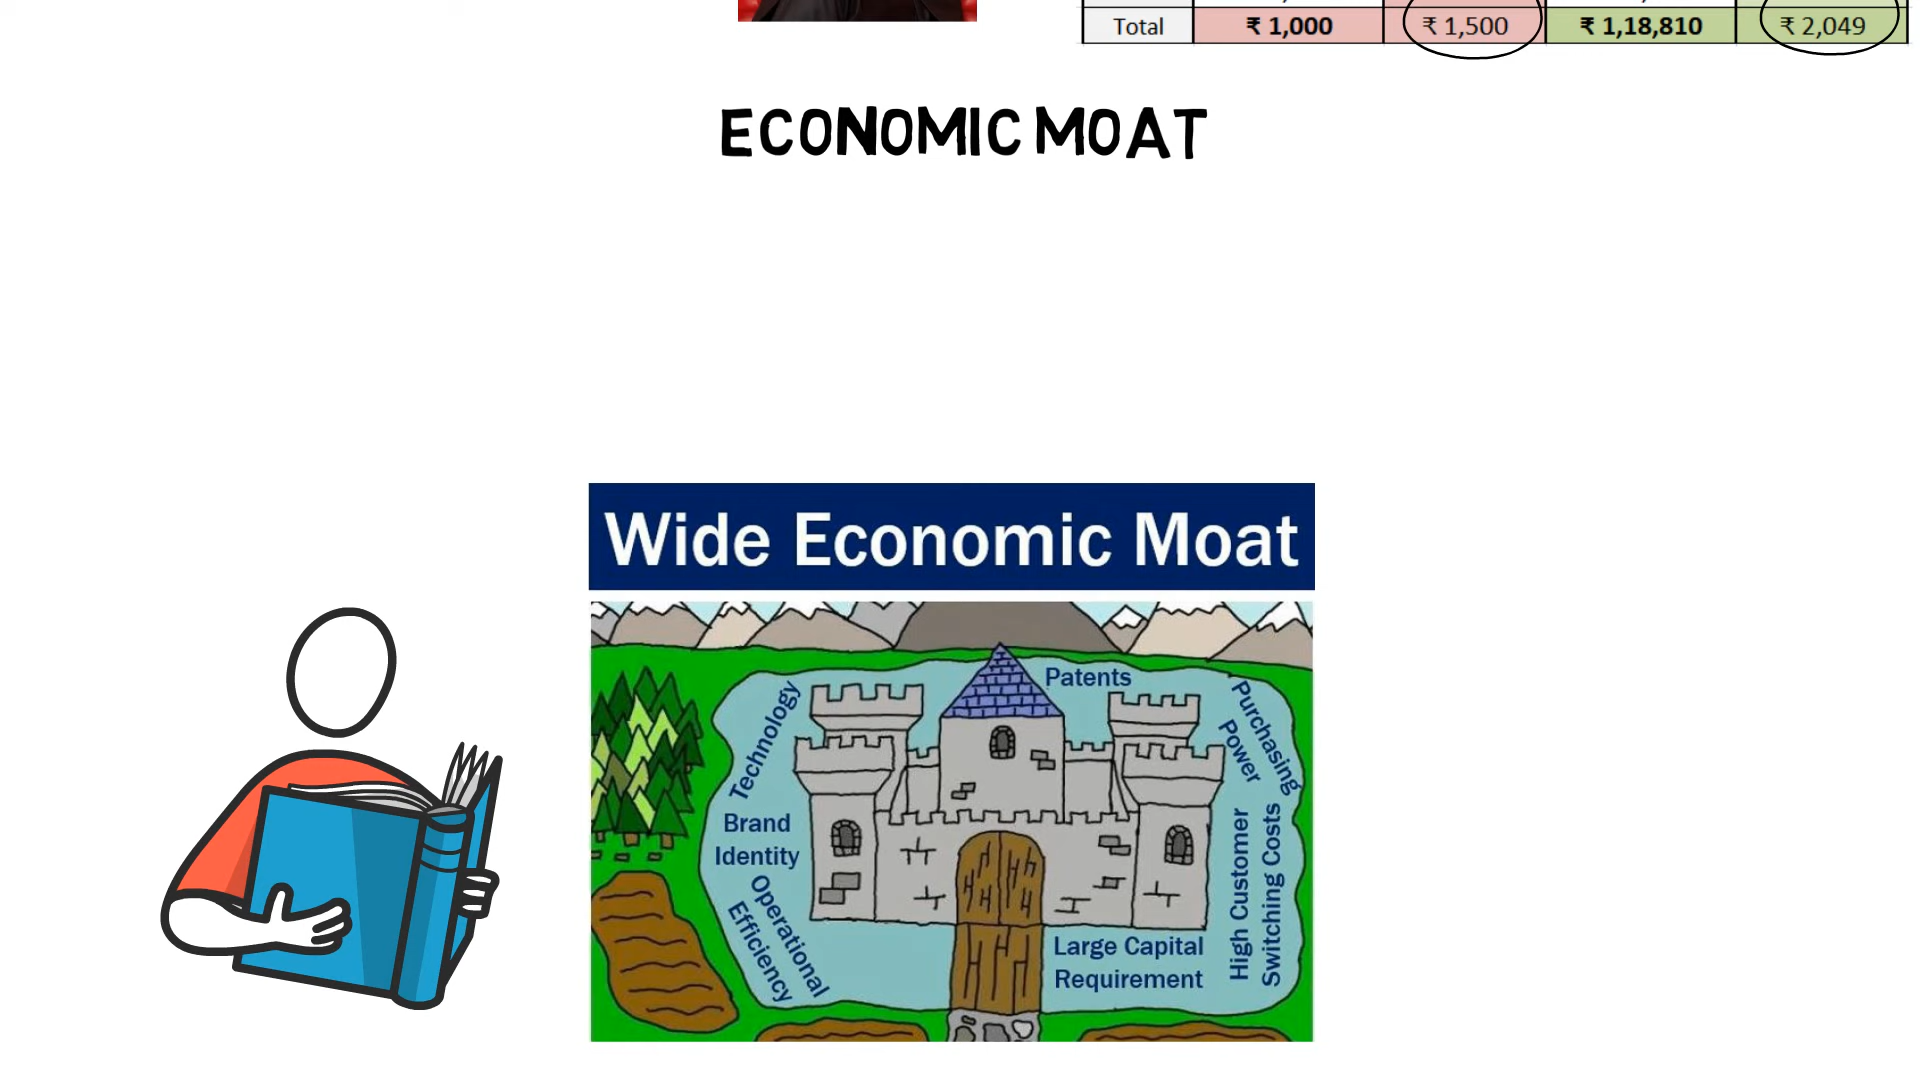 Total ₹ 1,000 ₹ 1,500 ₹ 1,18,810 ₹ 2,049
ECONOMIC MOAT
Wide Economic Moat
Patents
Technology
Purchasing
Power
Brand
Identity
Operational
Efficiency
High Customer
Switching Costs
Large Capital
Requirement